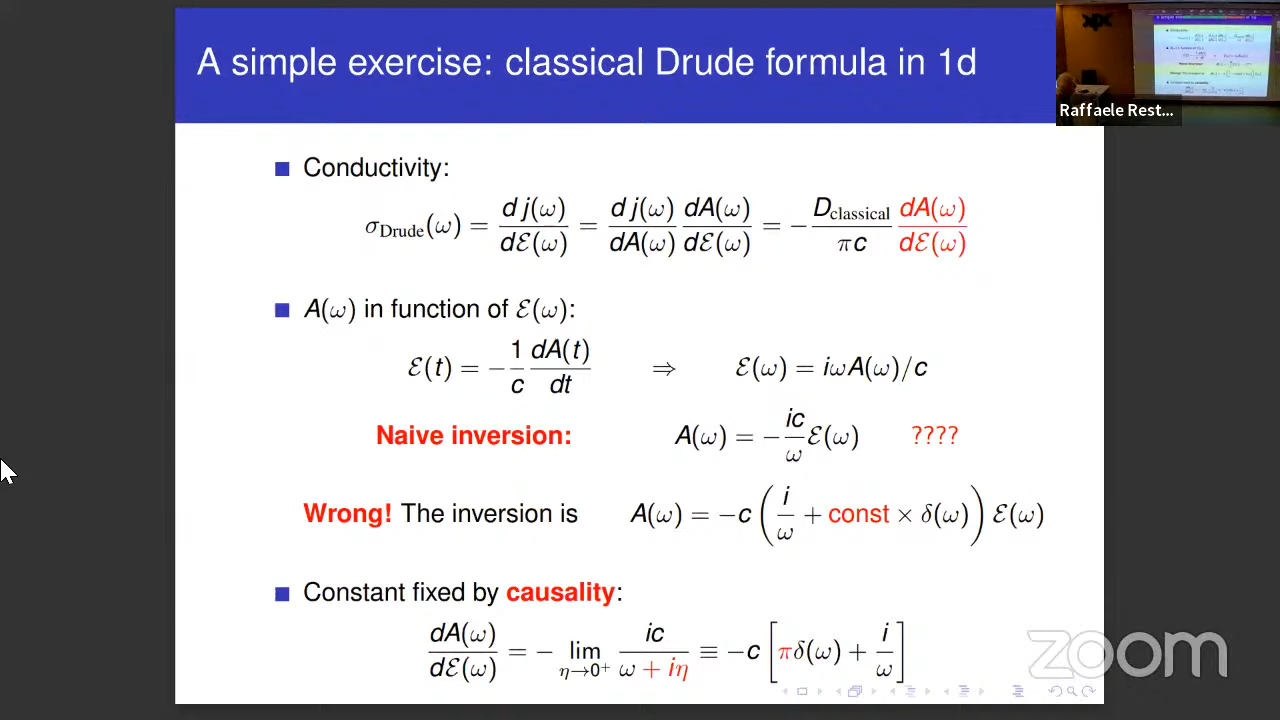 A simple exercise: classical Drude formula in 1d
Raffaele Rest...
Conductivity:
σ_Drude(ω) = d j(ω)/dℰ(ω) = d j(ω)/dA(ω) dA(ω)/dℰ(ω) = − D_classical/πc dA(ω)/dℰ(ω)
A(ω) in function of ℰ(ω):
ℰ(t) = − 1/c dA(t)/dt ⇒ ℰ(ω) = iωA(ω)/c
Naive inversion: A(ω) = − ic/ω ℰ(ω) ????
Wrong! The inversion is A(ω) = −c ( i/ω + const × δ(ω) ) ℰ(ω)
Constant fixed by causality:
dA(ω)/dℰ(ω) = − lim_{η→0⁺} ic/(ω + iη) ≡ −c [ πδ(ω) + i/ω ]
zoom